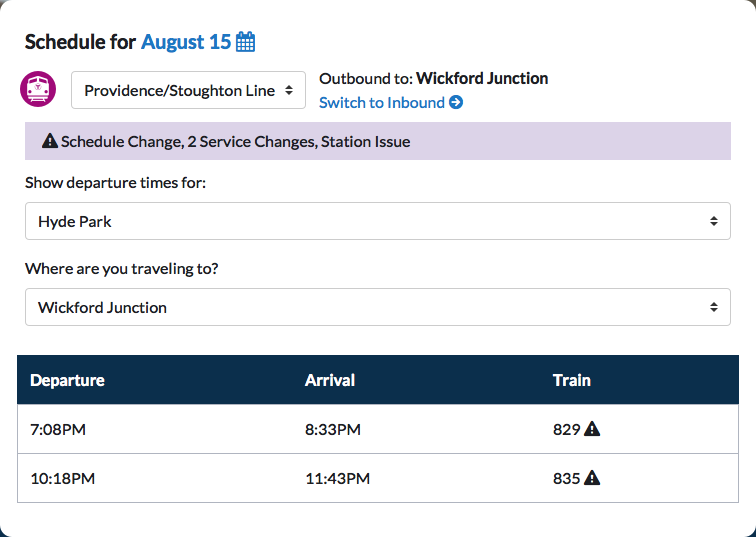 Schedule for August 15
Providence/Stoughton Line
Outbound to: Wickford Junction
Switch to Inbound
Schedule Change, 2 Service Changes, Station Issue
Show departure times for:
Hyde Park
Where are you traveling to?
Wickford Junction
Departure Arrival Train
7:08PM 8:33PM 829
10:18PM 11:43PM 835